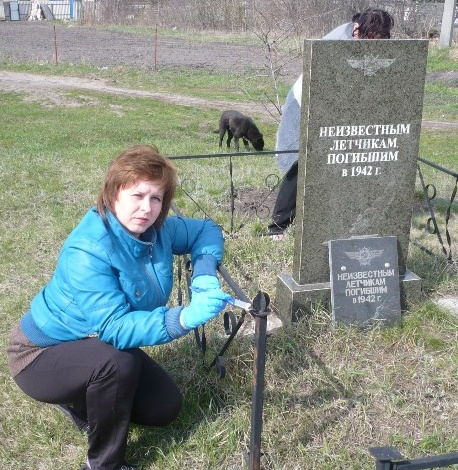 НЕИЗВЕСТНЫМ
ЛЕТЧИКАМ,
ПОГИБШИМ
в 1942 г.
НЕИЗВЕСТНЫМ
ЛЕТЧИКАМ
ПОГИБШИМ
в 1942 г.